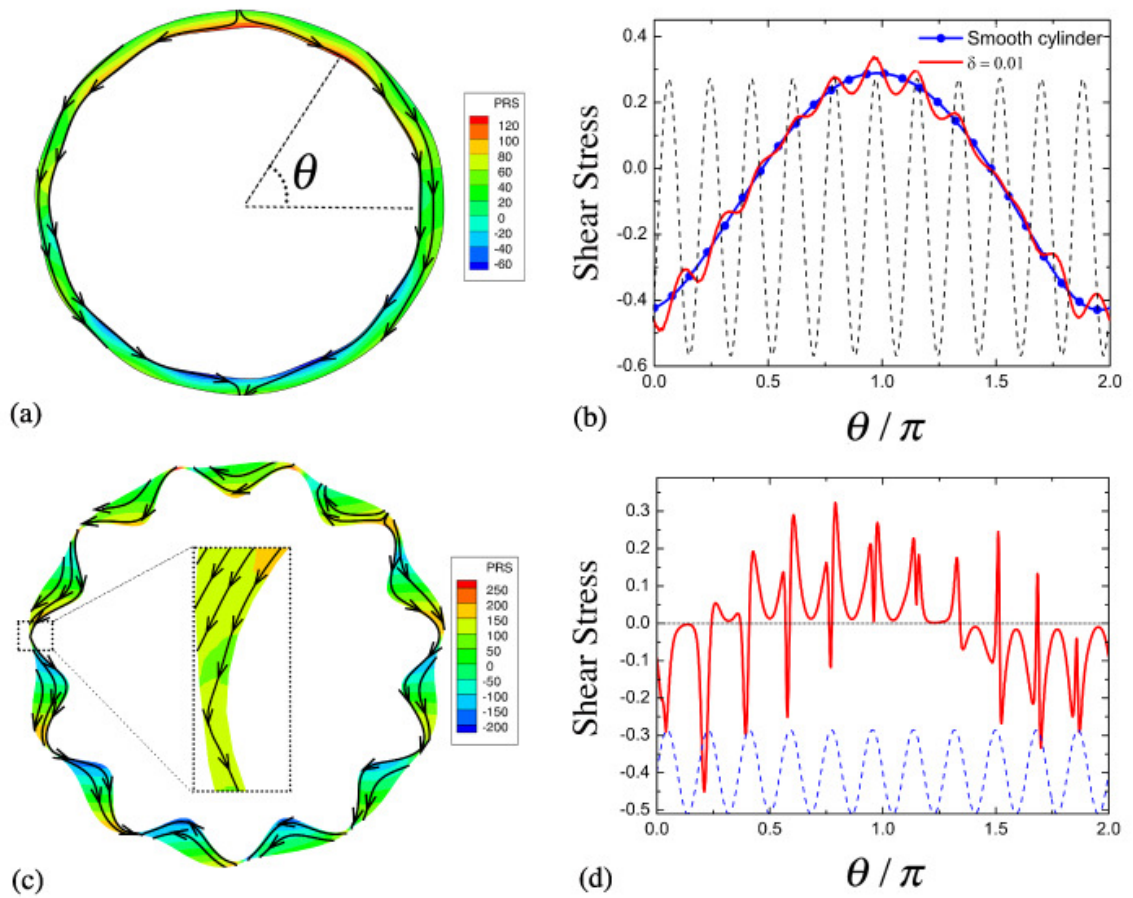 PRS
120
100
80
60
40
20
0
-20
-40
-60
θ
(a)
Shear Stress
0.4
0.2
0.0
-0.2
-0.4
-0.6
Smooth cylinder
δ = 0.01
0.0 0.5 1.0 1.5 2.0
(b)
θ / π
PRS
250
200
150
100
50
0
-50
-100
-150
-200
(c)
Shear Stress
0.3
0.2
0.1
0.0
-0.1
-0.2
-0.3
-0.4
-0.5
0.0 0.5 1.0 1.5 2.0
(d)
θ / π